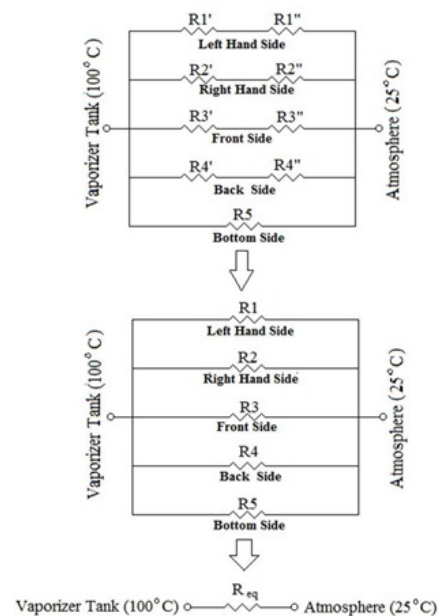 R1' R1"
Left Hand Side
R2' R2"
Right Hand Side
Vaporizer Tank (100°C)
R3' R3"
Front Side
Atmosphere (25°C)
R4' R4"
Back Side
R5
Bottom Side
R1
Left Hand Side
R2
Right Hand Side
Vaporizer Tank (100°C)
R3
Front Side
Atmosphere (25°C)
R4
Back Side
R5
Bottom Side
R eq
Vaporizer Tank (100°C) Atmosphere (25°C)